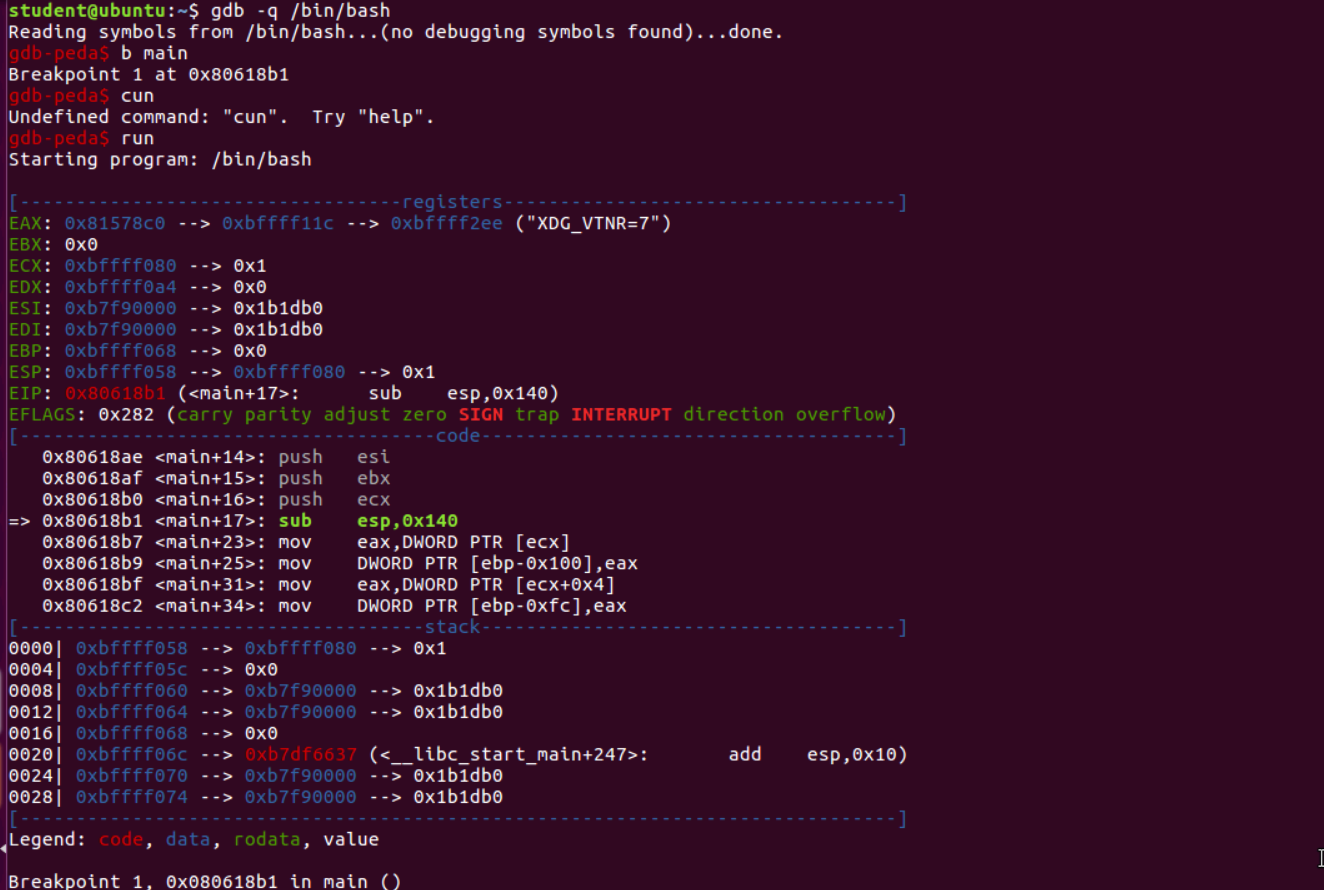 student@ubuntu:~$ gdb -q /bin/bash
Reading symbols from /bin/bash...(no debugging symbols found)...done.
gdb-peda$ b main
Breakpoint 1 at 0x80618b1
gdb-peda$ cun
Undefined command: "cun".  Try "help".
gdb-peda$ run
Starting program: /bin/bash
[----------------------------------registers-----------------------------------]
EAX: 0x81578c0 --> 0xbffff11c --> 0xbffff2ee ("XDG_VTNR=7")
EBX: 0x0
ECX: 0xbffff080 --> 0x1
EDX: 0xbffff0a4 --> 0x0
ESI: 0xb7f90000 --> 0x1b1db0
EDI: 0xb7f90000 --> 0x1b1db0
EBP: 0xbffff068 --> 0x0
ESP: 0xbffff058 --> 0xbffff080 --> 0x1
EIP: 0x80618b1 (<main+17>:      sub    esp,0x140)
EFLAGS: 0x282 (carry parity adjust zero SIGN trap INTERRUPT direction overflow)
[-------------------------------------code-------------------------------------]
   0x80618ae <main+14>: push   esi
   0x80618af <main+15>: push   ebx
   0x80618b0 <main+16>: push   ecx
=> 0x80618b1 <main+17>: sub    esp,0x140
   0x80618b7 <main+23>: mov    eax,DWORD PTR [ecx]
   0x80618b9 <main+25>: mov    DWORD PTR [ebp-0x100],eax
   0x80618bf <main+31>: mov    eax,DWORD PTR [ecx+0x4]
   0x80618c2 <main+34>: mov    DWORD PTR [ebp-0xfc],eax
[------------------------------------stack-------------------------------------]
0000| 0xbffff058 --> 0xbffff080 --> 0x1
0004| 0xbffff05c --> 0x0
0008| 0xbffff060 --> 0xb7f90000 --> 0x1b1db0
0012| 0xbffff064 --> 0xb7f90000 --> 0x1b1db0
0016| 0xbffff068 --> 0x0
0020| 0xbffff06c --> 0xb7df6637 (<__libc_start_main+247>:       add    esp,0x10)
0024| 0xbffff070 --> 0xb7f90000 --> 0x1b1db0
0028| 0xbffff074 --> 0xb7f90000 --> 0x1b1db0
[------------------------------------------------------------------------------]
Legend: code, data, rodata, value
Breakpoint 1, 0x080618b1 in main ()